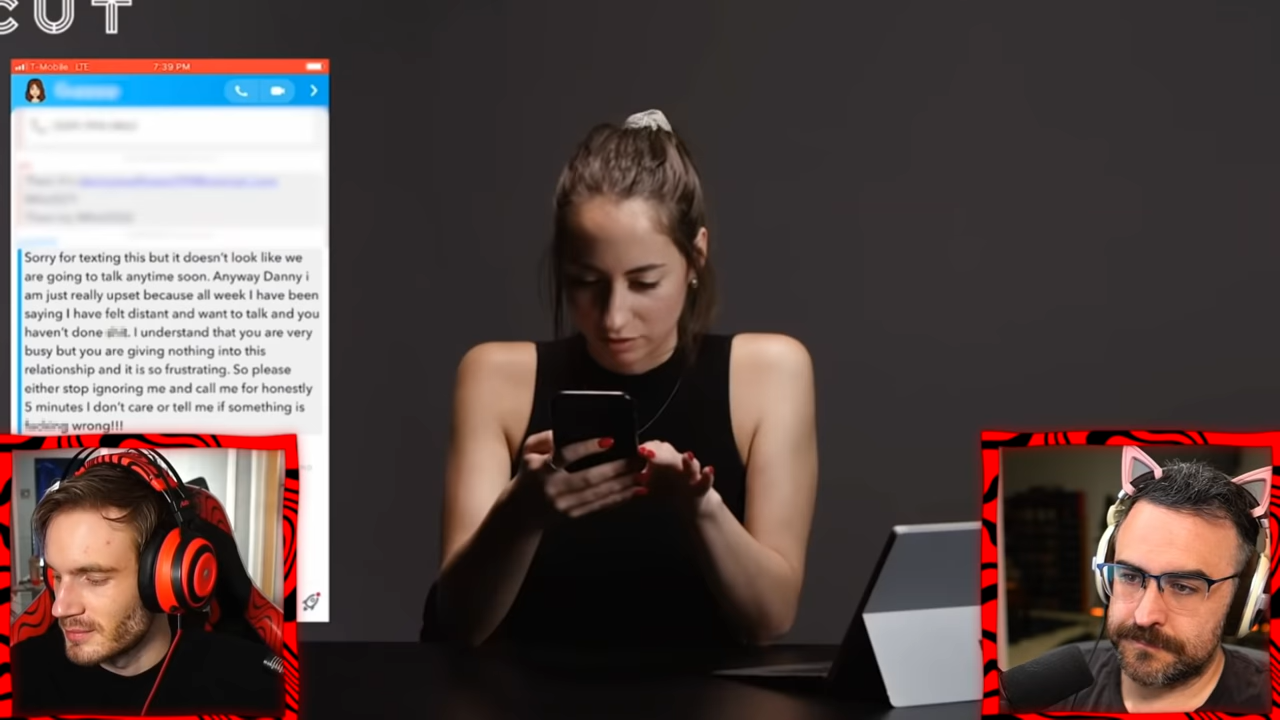 CUT
T-Mobile LTE
7:39 PM
Sorry for texting this but it doesn't look like we
are going to talk anytime soon. Anyway Danny i
am just really upset because all week I have been
saying I have felt distant and want to talk and you
haven't done shit. I understand that you are very
busy but you are giving nothing into this
relationship and it is so frustrating. So please
either stop ignoring me and call me for honestly
5 minutes I don't care or tell me if something is
fucking wrong!!!